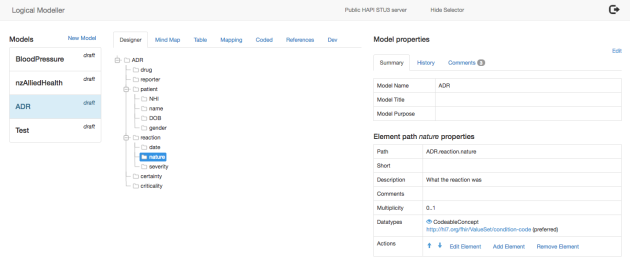 Logical Modeller
Public HAPI STU3 server
Hide Selector
Models
New Model
BloodPressure
draft
nzAlliedHealth
draft
ADR
draft
Test
draft
Designer
Mind Map
Table
Mapping
Coded
References
Dev
ADR
drug
reporter
patient
NHI
name
DOB
gender
reaction
date
nature
severity
certainty
criticality
Model properties
Edit
Summary
History
Comments 5
Model Name ADR
Model Title
Model Purpose
Element path nature properties
Path ADR.reaction.nature
Short
Description What the reaction was
Comments
Multiplicity 0..1
Datatypes CodeableConcept
http://hl7.org/fhir/ValueSet/condition-code (preferred)
Actions Edit Element Add Element Remove Element